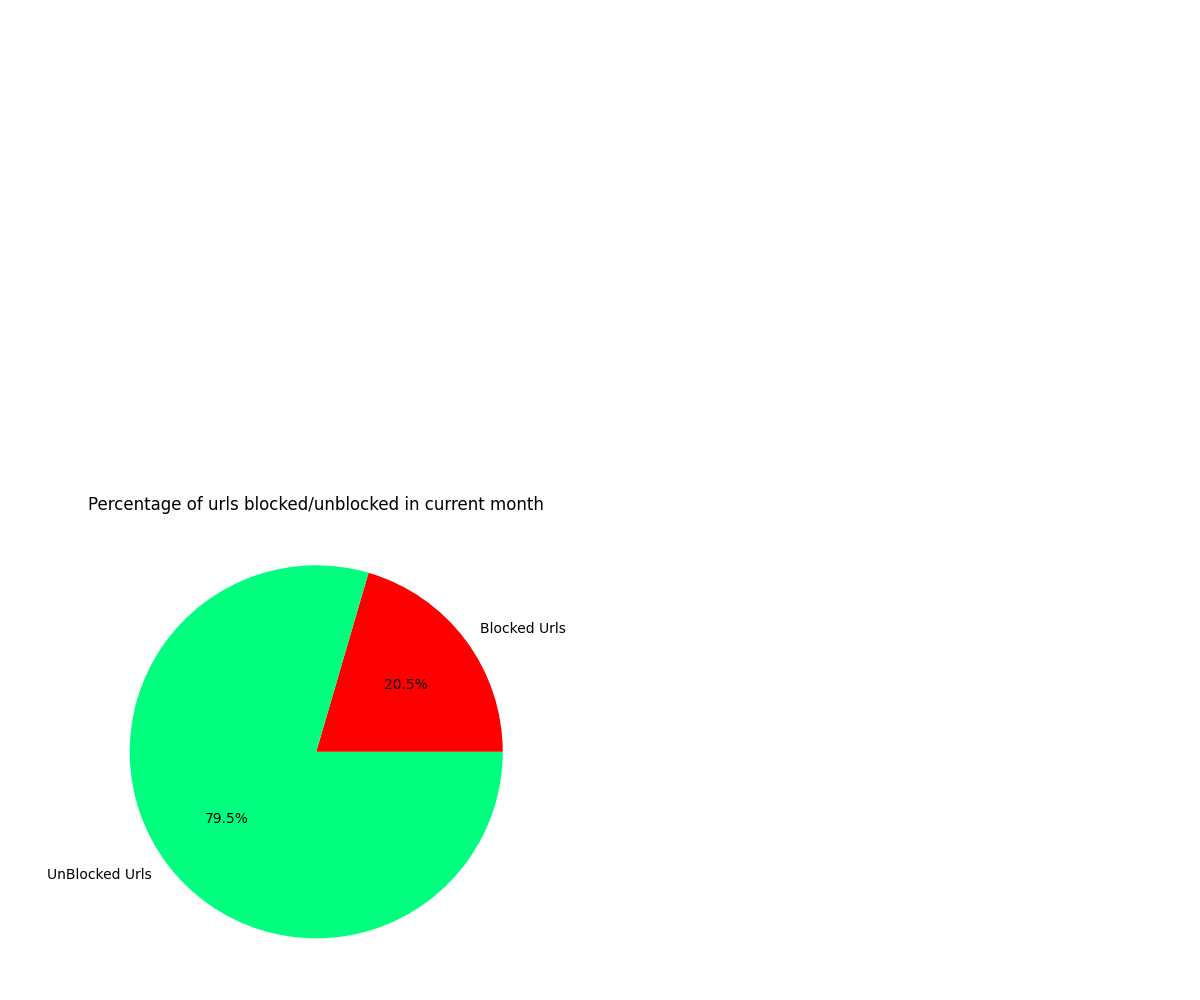 Percentage of urls blocked/unblocked in current month
Blocked Urls
20.5%
79.5%
UnBlocked Urls